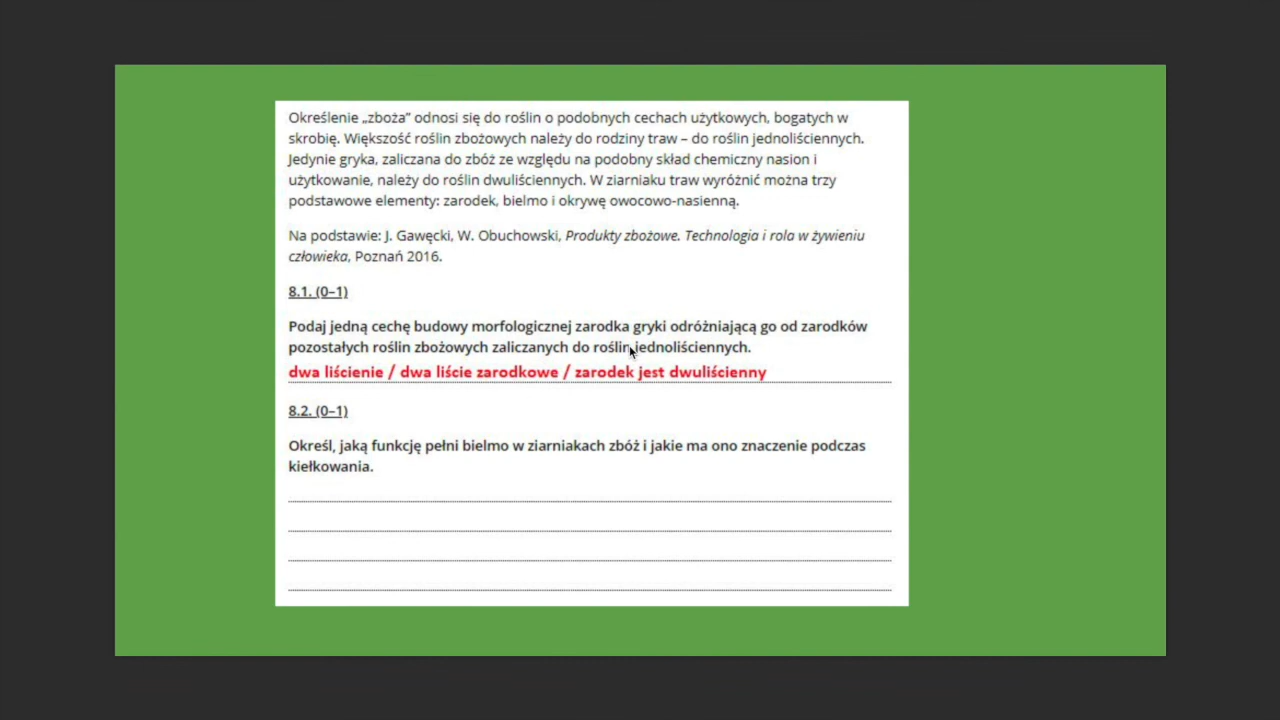 Określenie „zboża” odnosi się do roślin o podobnych cechach użytkowych, bogatych w
skrobię. Większość roślin zbożowych należy do rodziny traw – do roślin jednoliściennych.
Jedynie gryka, zaliczana do zbóż ze względu na podobny skład chemiczny nasion i
użytkowanie, należy do roślin dwuliściennych. W ziarniaku traw wyróżnić można trzy
podstawowe elementy: zarodek, bielmo i okrywę owocowo-nasienną.
Na podstawie: J. Gawęcki, W. Obuchowski, Produkty zbożowe. Technologia i rola w żywieniu
człowieka, Poznań 2016.
8.1. (0–1)
Podaj jedną cechę budowy morfologicznej zarodka gryki odróżniającą go od zarodków
pozostałych roślin zbożowych zaliczanych do roślin jednoliściennych.
dwa liścienie / dwa liście zarodkowe / zarodek jest dwuliścienny
8.2. (0–1)
Określ, jaką funkcję pełni bielmo w ziarniakach zbóż i jakie ma ono znaczenie podczas
kiełkowania.